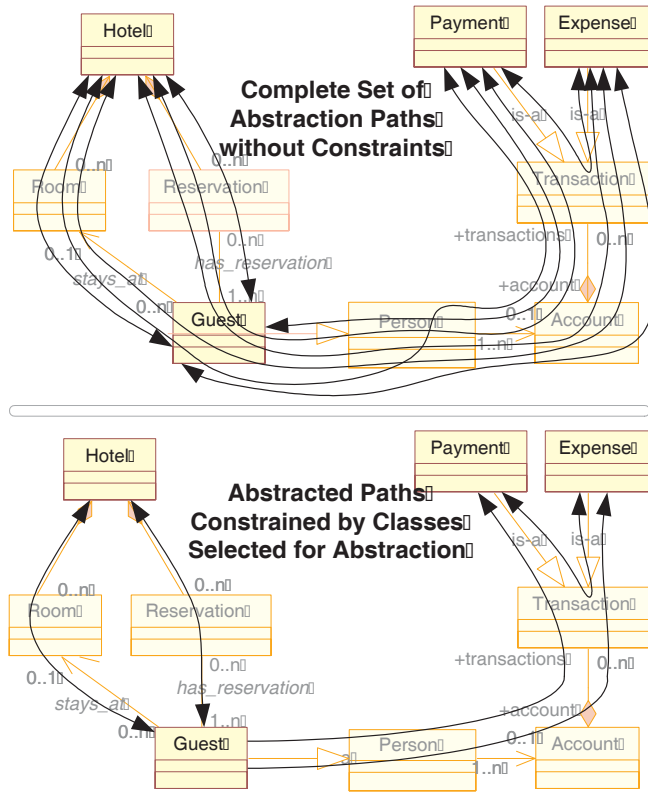 Hotel▯
Payment▯
Expense▯
Complete Set of▯
Abstraction Paths▯
without Constraints▯
is-a▯
is-a▯
0..n▯
0..n▯
Room▯
Reservation▯
Transaction▯
0..1▯
stays_at▯
0..n▯
has_reservation▯
+transactions▯
0..n▯
0..n▯
1..n▯
+account▯
Guest▯
Person▯
0..1▯
1..n▯
Account▯
Hotel▯
Payment▯
Expense▯
Abstracted Paths▯
Constrained by Classes▯
Selected for Abstraction▯
is-a▯
is-a▯
0..n▯
0..n▯
Room▯
Reservation▯
Transaction▯
0..1▯
stays_at▯
0..n▯
has_reservation▯
+transactions▯
0..n▯
0..n▯
1..n▯
+account▯
Guest▯
a▯
Person▯
0..1▯
1..n▯
Account▯